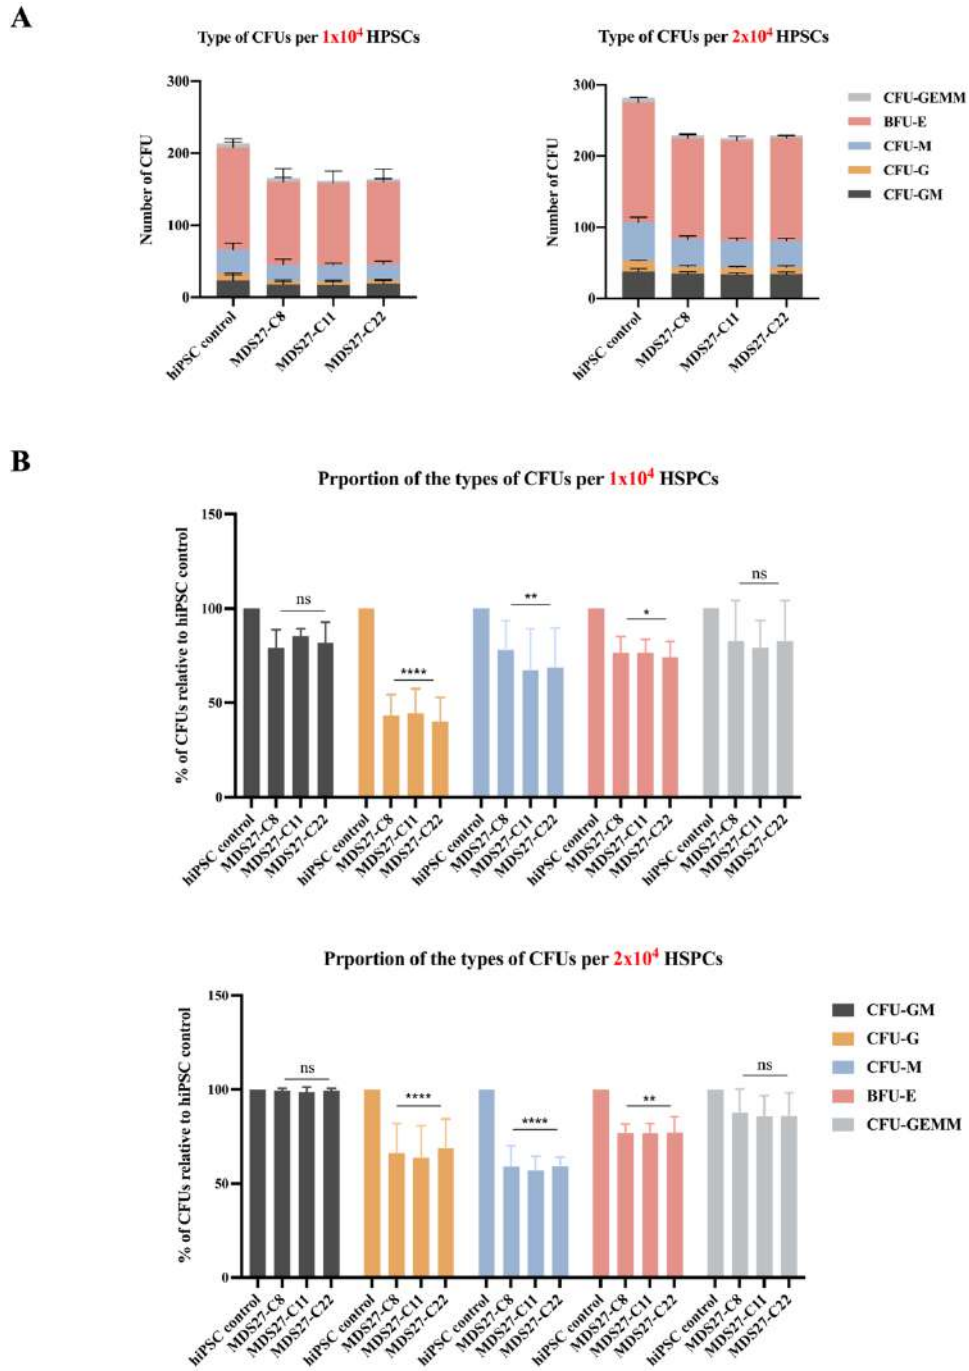 A
Type of CFUs per 1x10⁴ HPSCs
Type of CFUs per 2x10⁴ HPSCs
Number of CFU
300
200
100
0
hiPSC control
MDS27-C8
MDS27-C11
MDS27-C22
Number of CFU
300
200
100
0
hiPSC control
MDS27-C8
MDS27-C11
MDS27-C22
CFU-GEMM
BFU-E
CFU-M
CFU-G
CFU-GM
B
Prportion of the types of CFUs per 1x10⁴ HSPCs
% of CFUs relative to hiPSC control
150
100
50
0
ns
****
**
*
ns
hiPSC control
MDS27-C8
MDS27-C11
MDS27-C22
hiPSC control
MDS27-C8
MDS27-C11
MDS27-C22
hiPSC control
MDS27-C8
MDS27-C11
MDS27-C22
hiPSC control
MDS27-C8
MDS27-C11
MDS27-C22
hiPSC control
MDS27-C8
MDS27-C11
MDS27-C22
Prportion of the types of CFUs per 2x10⁴ HSPCs
% of CFUs relative to hiPSC control
150
100
50
0
ns
****
****
**
ns
hiPSC control
MDS27-C8
MDS27-C11
MDS27-C22
hiPSC control
MDS27-C8
MDS27-C11
MDS27-C22
hiPSC control
MDS27-C8
MDS27-C11
MDS27-C22
hiPSC control
MDS27-C8
MDS27-C11
MDS27-C22
hiPSC control
MDS27-C8
MDS27-C11
MDS27-C22
CFU-GM
CFU-G
CFU-M
BFU-E
CFU-GEMM